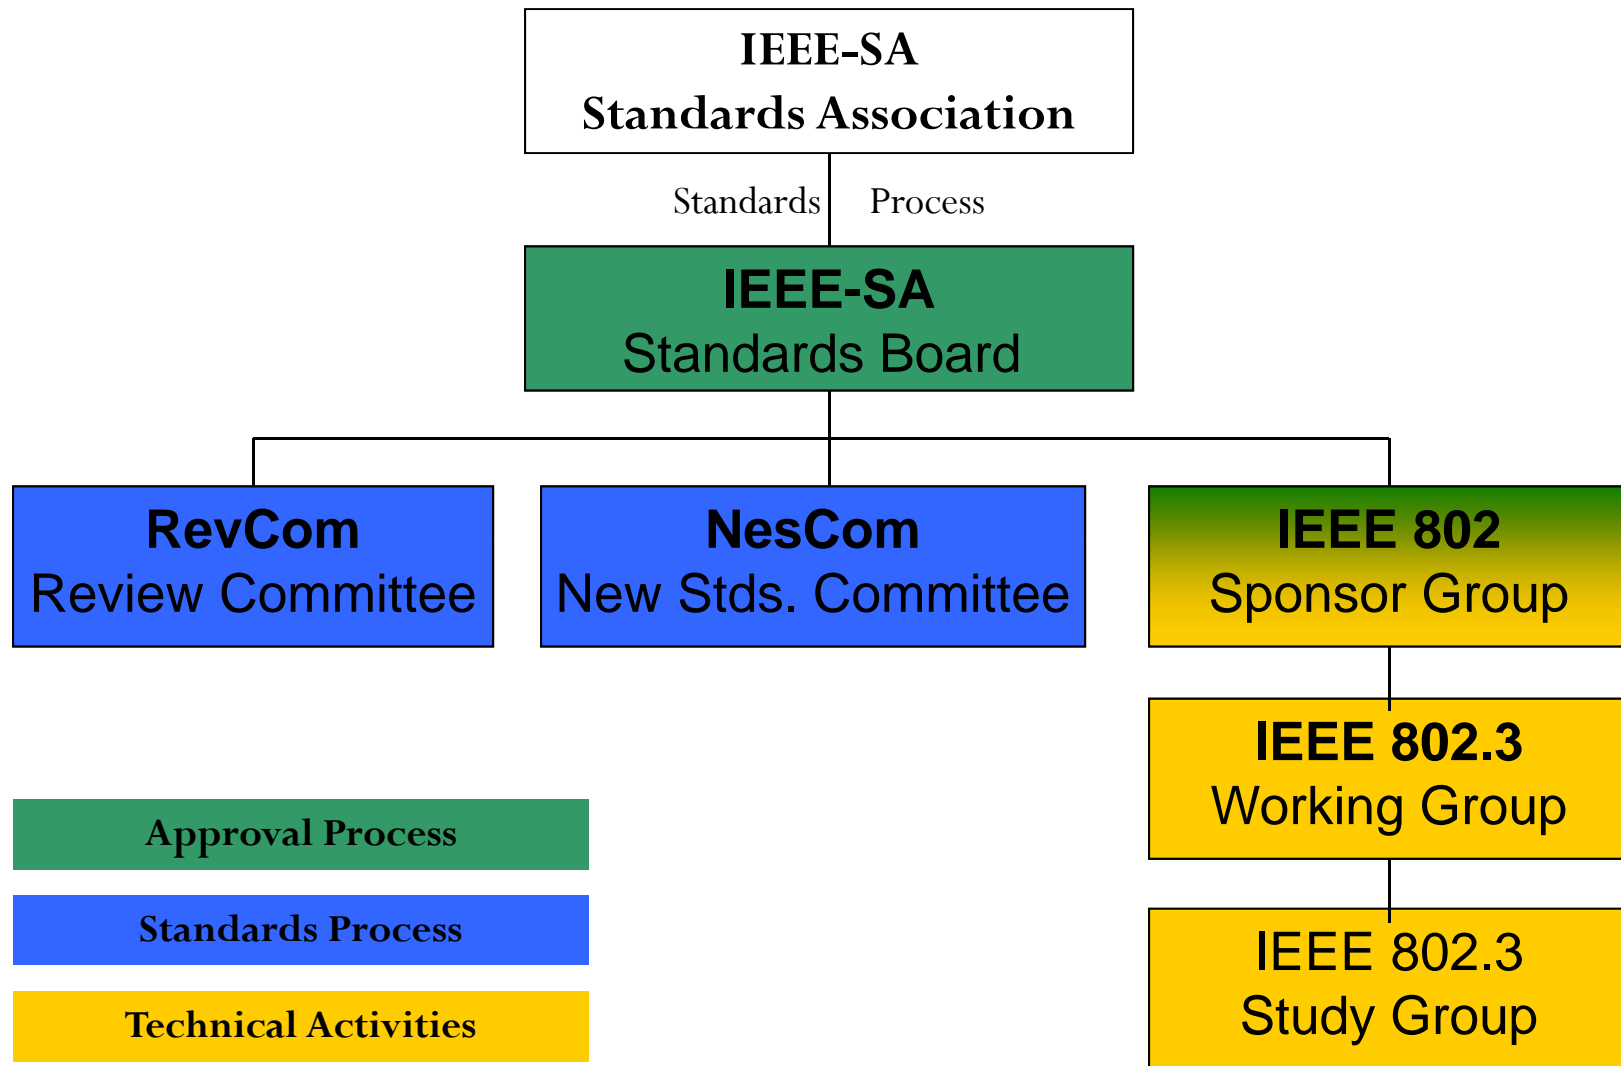 IEEE-SA
Standards Association
Standards Process
IEEE-SA
Standards Board
RevCom
Review Committee
NesCom
New Stds. Committee
IEEE 802
Sponsor Group
IEEE 802.3
Working Group
IEEE 802.3
Study Group
Approval Process
Standards Process
Technical Activities